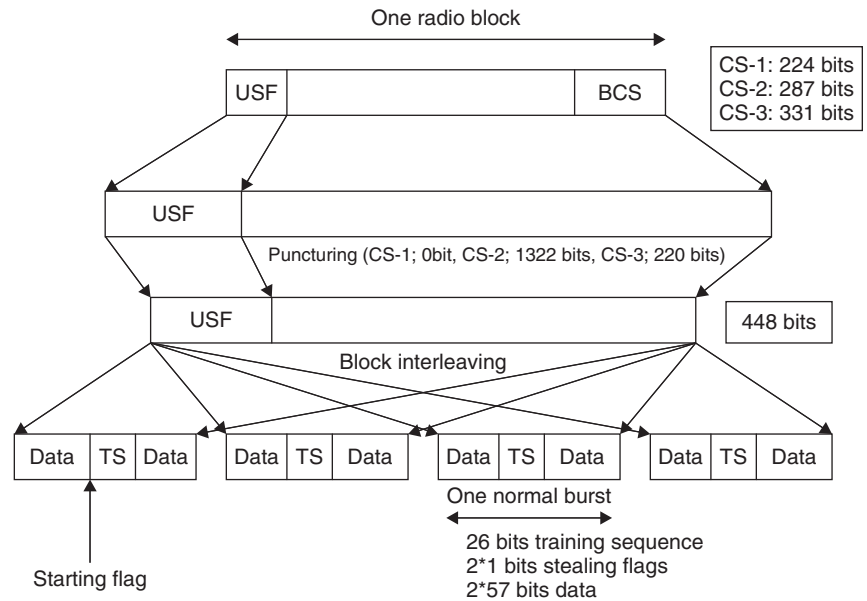 One radio block
USF
BCS
CS-1: 224 bits
CS-2: 287 bits
CS-3: 331 bits
USF
Puncturing (CS-1; 0bit, CS-2; 1322 bits, CS-3; 220 bits)
USF
448 bits
Block interleaving
Data TS Data
Data TS Data
Data TS Data
Data TS Data
One normal burst
Starting flag
26 bits training sequence
2*1 bits stealing flags
2*57 bits data